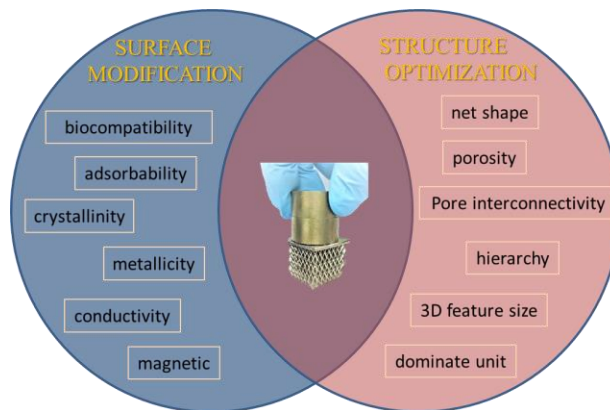 SURFACE
MODIFICATION
biocompatibility
adsorbability
crystallinity
metallicity
conductivity
magnetic
STRUCTURE
OPTIMIZATION
net shape
porosity
Pore interconnectivity
hierarchy
3D feature size
dominate unit